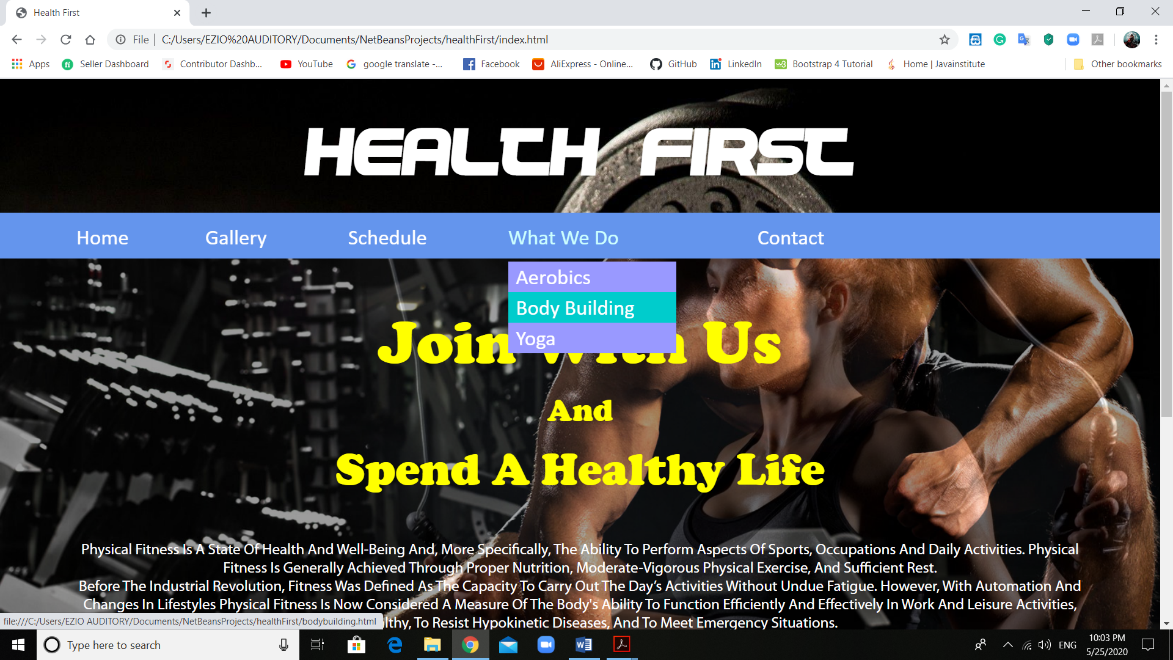 Health First
File | C:/Users/EZIO%20AUDITORY/Documents/NetBeansProjects/healthFirst/index.html
Apps Seller Dashboard Contributor Dashb... YouTube google translate -... Facebook AliExpress - Online... GitHub LinkedIn Bootstrap 4 Tutorial Home | Javainstitute Other bookmarks
HEALTH FIRST
Home Gallery Schedule What We Do Contact
Aerobics
Body Building
Yoga
Join With Us
And
Spend A Healthy Life
Physical Fitness Is A State Of Health And Well-Being And, More Specifically, The Ability To Perform Aspects Of Sports, Occupations And Daily Activities. Physical
Fitness Is Generally Achieved Through Proper Nutrition, Moderate-Vigorous Physical Exercise, And Sufficient Rest.
Before The Industrial Revolution, Fitness Was Defined As The Capacity To Carry Out The Day's Activities Without Undue Fatigue. However, With Automation And
Changes In Lifestyles Physical Fitness Is Now Considered A Measure Of The Body's Ability To Function Efficiently And Effectively In Work And Leisure Activities,
lthy, To Resist Hypokinetic Diseases, And To Meet Emergency Situations.
file:///C:/Users/EZIO AUDITORY/Documents/NetBeansProjects/healthFirst/bodybuilding.html
Type here to search
ENG
10:03 PM
5/25/2020